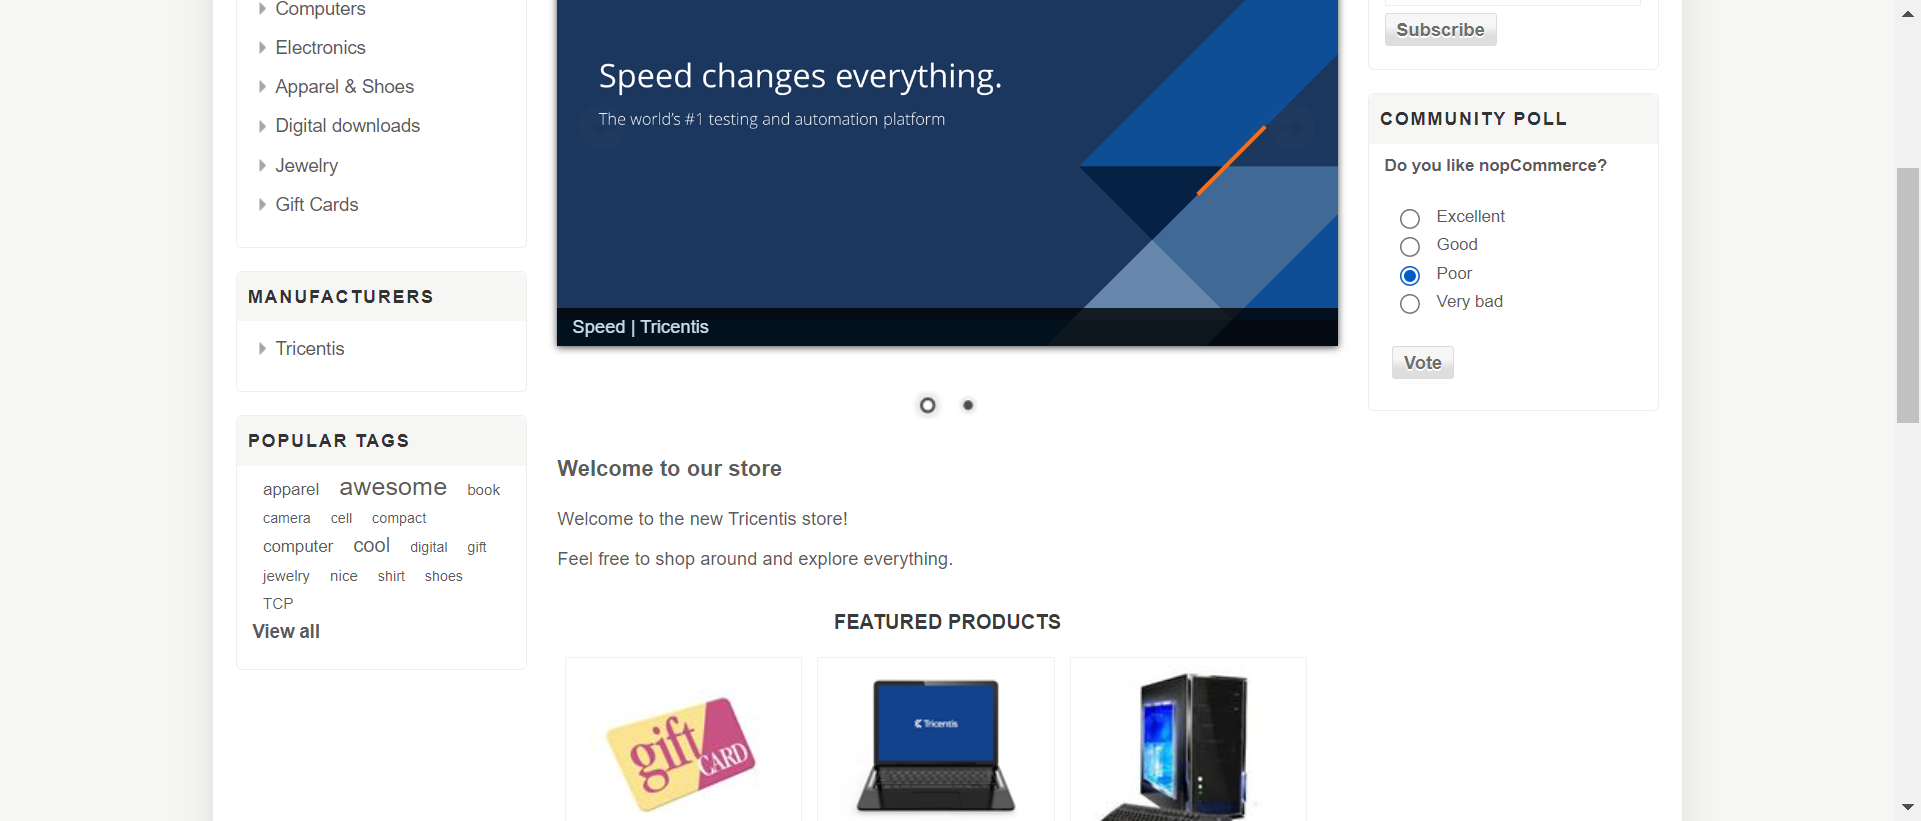 Computers
Electronics
Apparel & Shoes
Digital downloads
Jewelry
Gift Cards
MANUFACTURERS
Tricentis
POPULAR TAGS
apparel awesome book
camera cell compact
computer cool digital gift
jewelry nice shirt shoes
TCP
View all
Speed changes everything.
The world's #1 testing and automation platform
Speed | Tricentis
Welcome to our store
Welcome to the new Tricentis store!
Feel free to shop around and explore everything.
FEATURED PRODUCTS
gift CARD
Tricentis
Subscribe
COMMUNITY POLL
Do you like nopCommerce?
Excellent
Good
Poor
Very bad
Vote